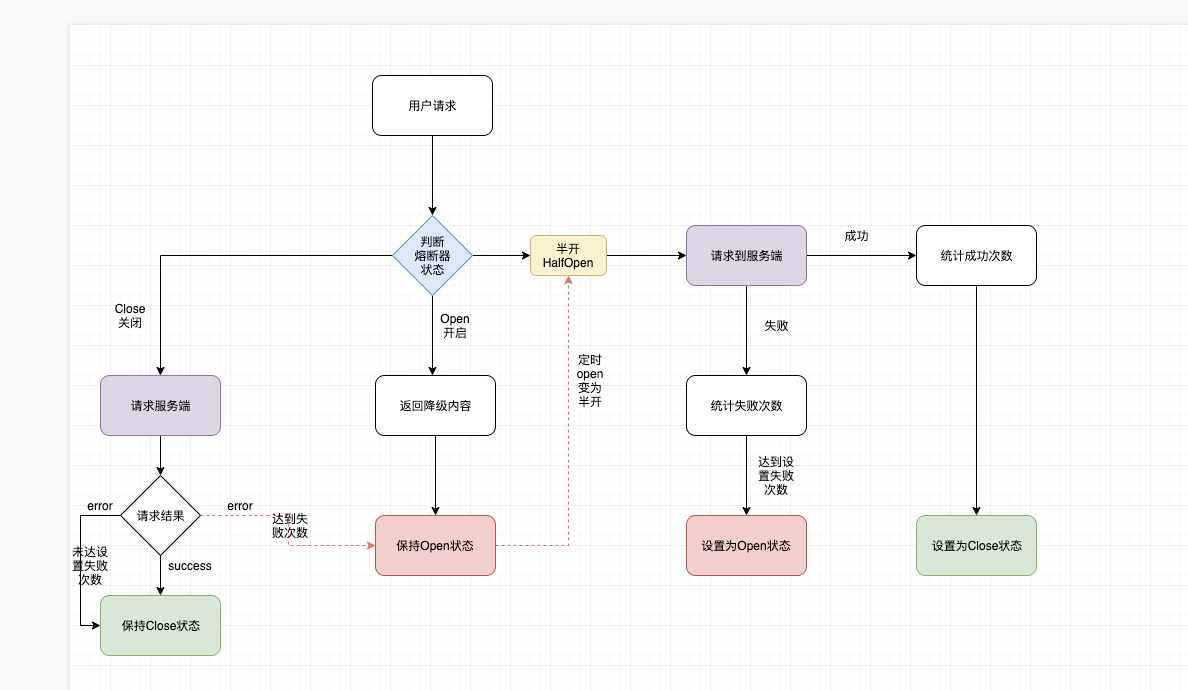 用户请求
判断
熔断器
状态
半开
HalfOpen
请求到服务端
成功
统计成功次数
Close
关闭
Open
开启
失败
定时
open
变为
半开
请求服务端
返回降级内容
统计失败次数
达到设
置失败
次数
error
请求结果
error
达到失
败次数
保持Open状态
设置为Open状态
设置为Close状态
未达设
置失败
次数
success
保持Close状态